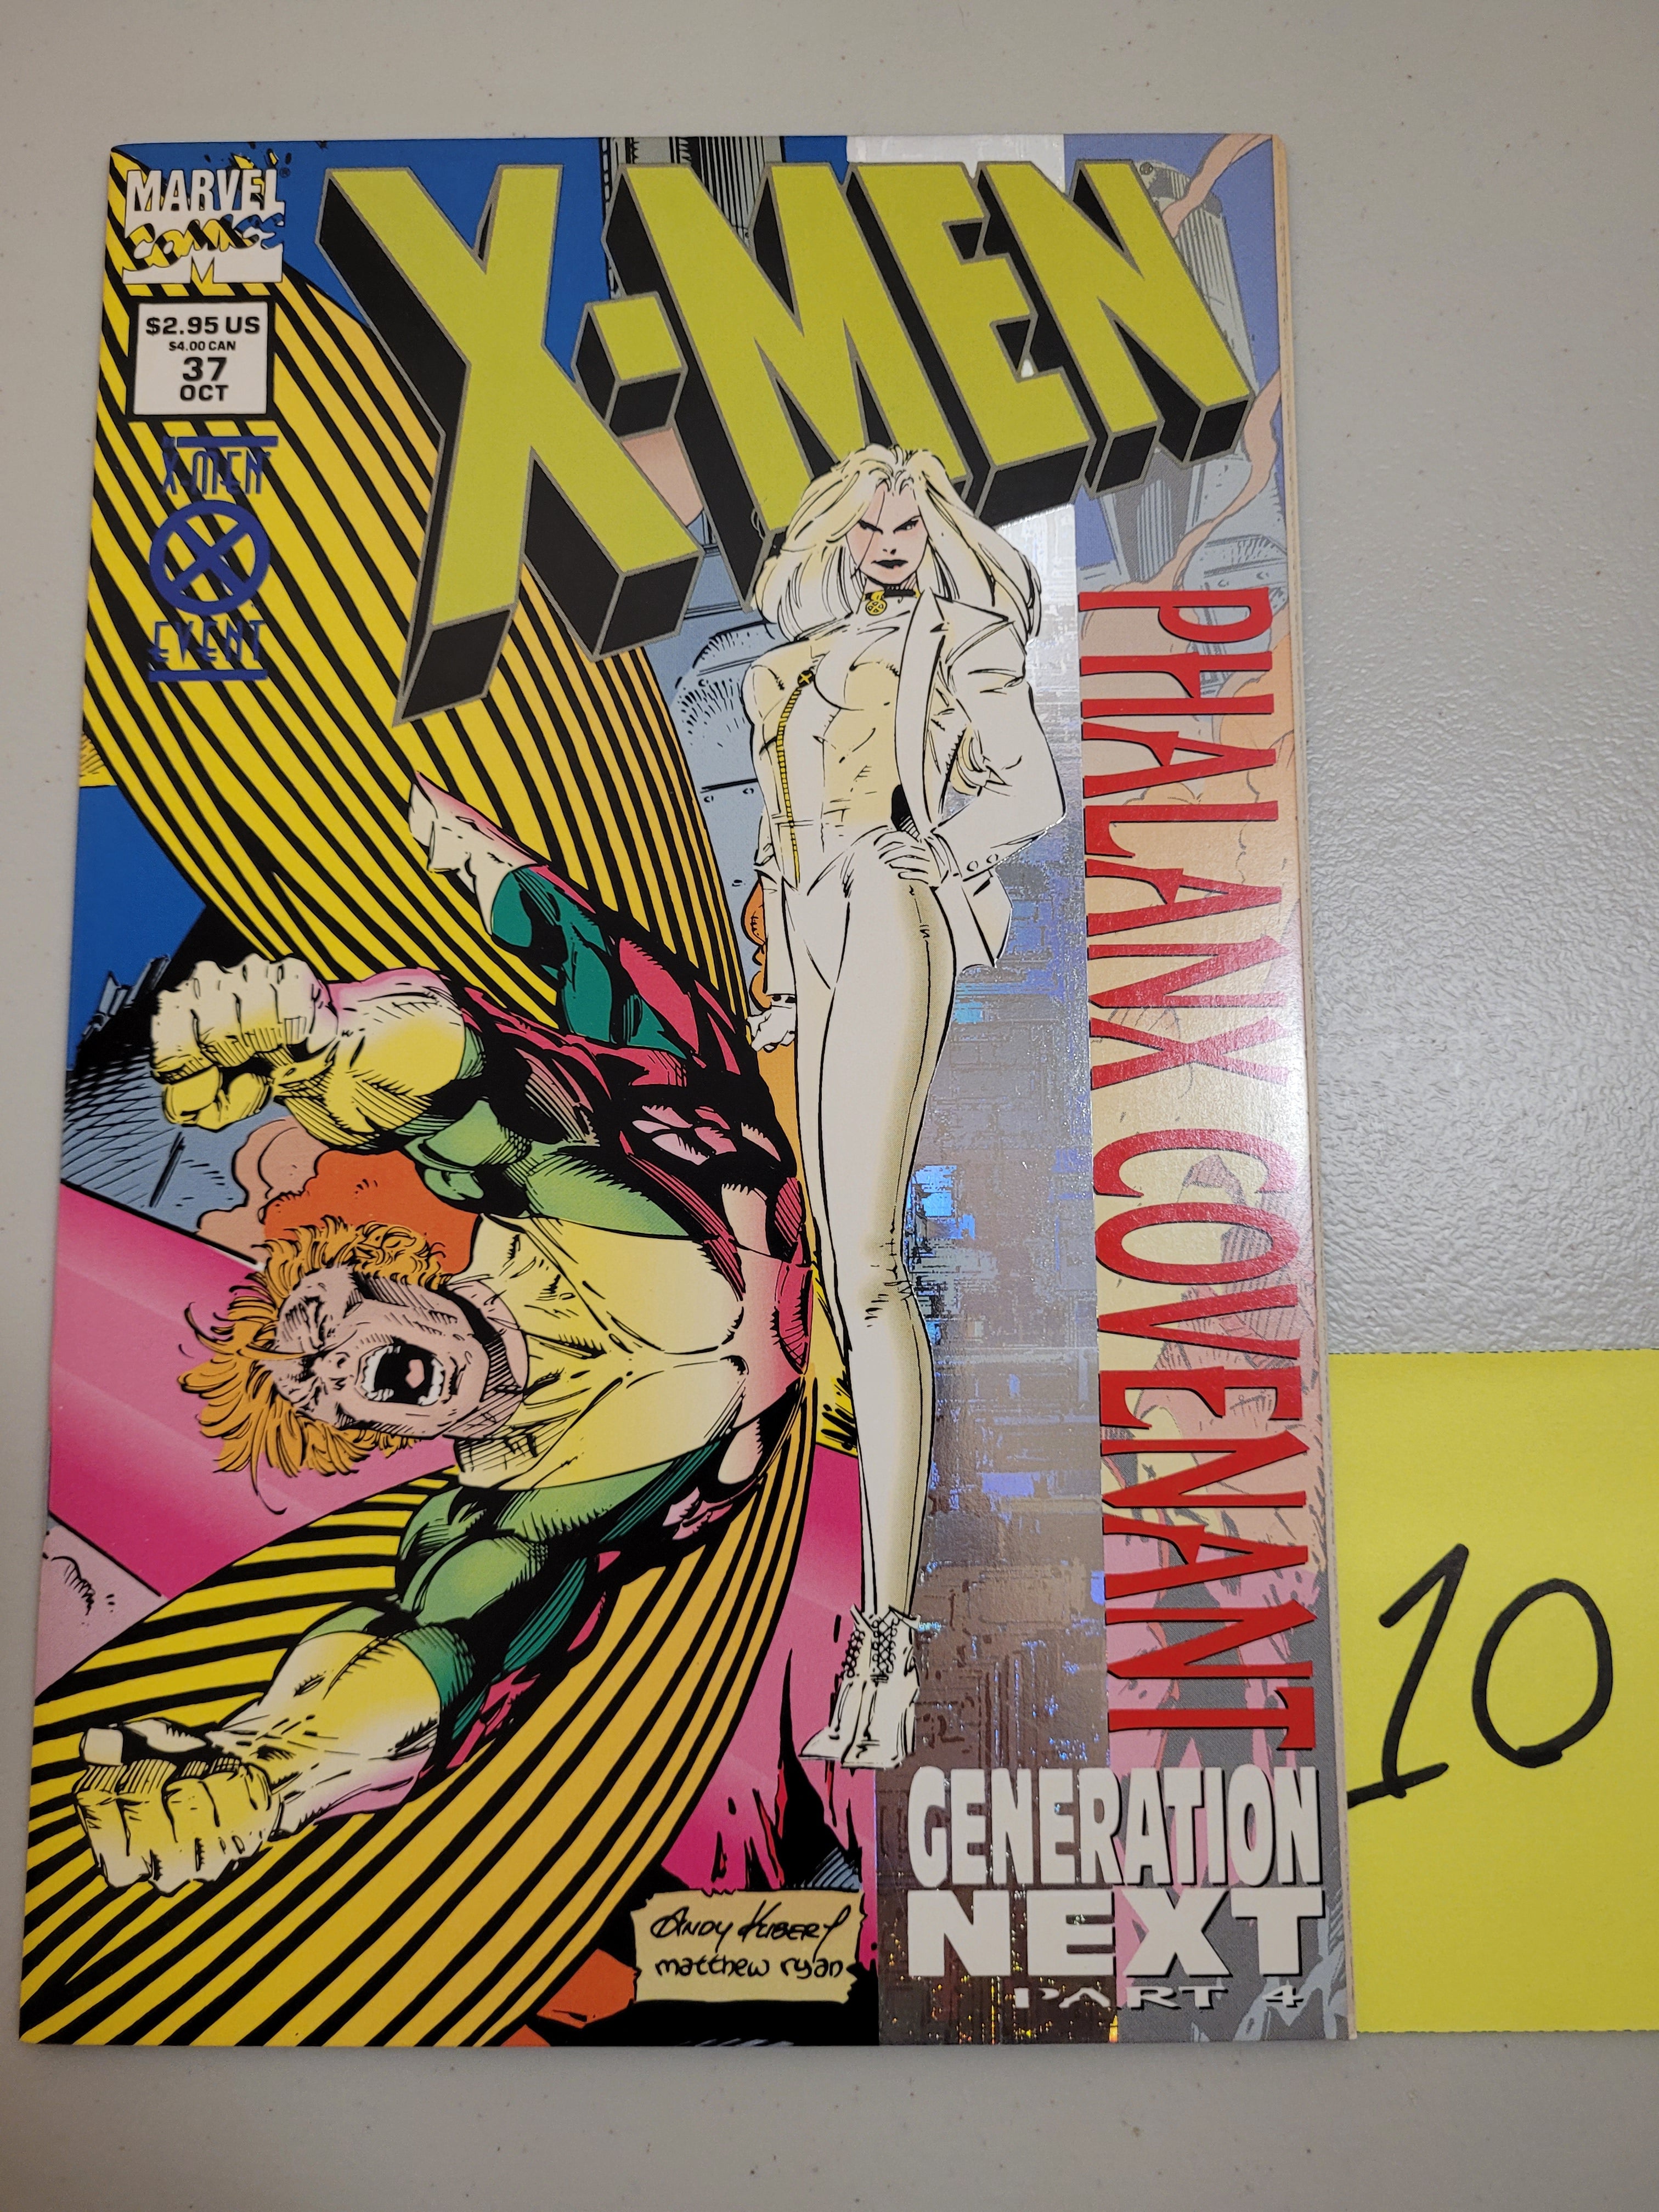 MARVEL
COMICS
M
$2.95 US
$4.00 CAN
37
OCT
X-MEN
X-MEN
EVENT
PHALANX COVENANT
GENERATION
NEXT
PART 4
ANDY KUBERT
matthew ryan
10